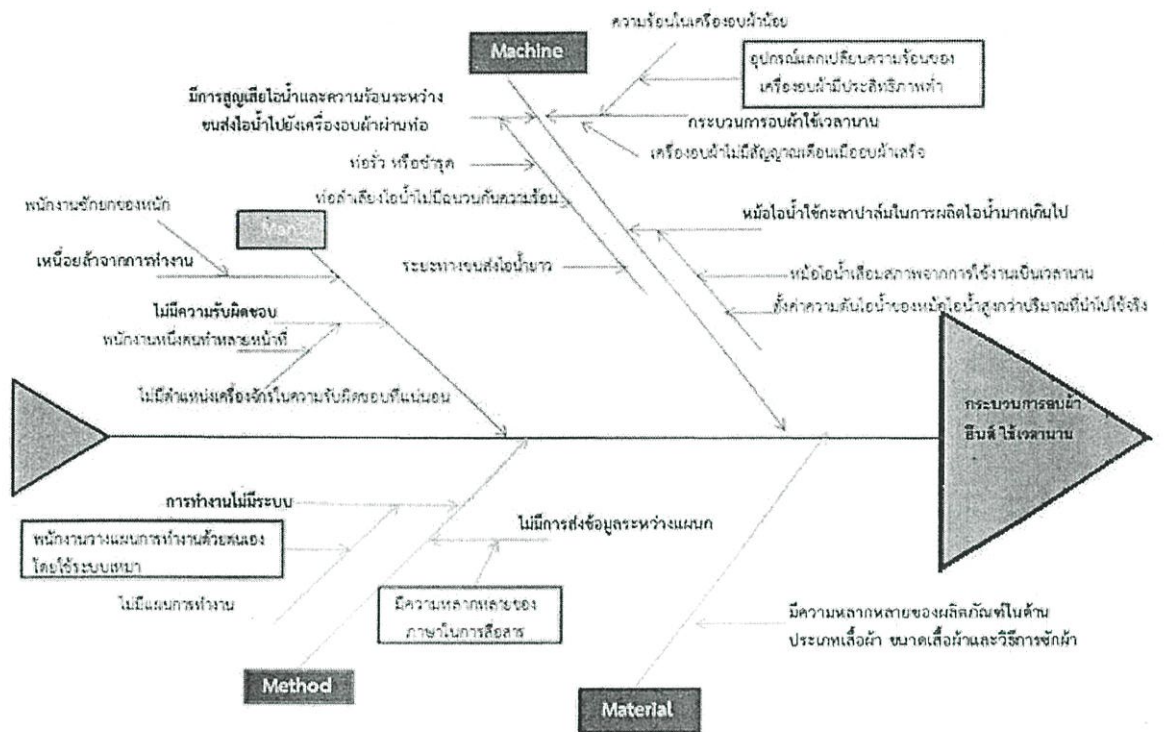 ความร้อนในเครื่องอบผ้าน้อย
Machine
อุปกรณ์แลกเปลี่ยนความร้อนของ
เครื่องอบผ้ามีประสิทธิภาพต่ำ
มีการสูญเสียไอน้ำและความร้อนระหว่าง
ขนส่งไอน้ำไปยังเครื่องอบผ้าผ่านท่อ
กระบวนการอบผ้าใช้เวลานาน
เครื่องอบผ้าไม่มีสัญญาณเตือนเมื่ออบผ้าเสร็จ
ท่อรั่ว หรือชำรุด
ท่อลำเลียงไอน้ำไม่มีฉนวนกันความร้อน
พนักงานซักยกของหนัก
Man
หม้อไอน้ำใช้กะลาปาล์มในการผลิตไอน้ำมากเกินไป
เหนื่อยล้าจากการทำงาน
ระยะทางขนส่งไอน้ำยาว
หม้อไอน้ำเสื่อมสภาพจากการใช้งานเป็นเวลานาน
ตั้งค่าความดันไอน้ำของหม้อไอน้ำสูงกว่าปริมาณที่นำไปใช้จริง
ไม่มีความรับผิดชอบ
พนักงานหนึ่งคนทำหลายหน้าที่
ไม่มีตำแหน่งเครื่องจักรในความรับผิดชอบที่แน่นอน
กระบวนการอบผ้า
ยีนส์ ใช้เวลานาน
การทำงานไม่มีระบบ
ไม่มีการส่งข้อมูลระหว่างแผนก
พนักงานวางแผนการทำงานด้วยตนเอง
โดยใช้ระบบเหมา
ไม่มีแผนการทำงาน
มีความหลากหลายของ
ภาษาในการสื่อสาร
มีความหลากหลายของผลิตภัณฑ์ในด้าน
ประเภทเสื้อผ้า ขนาดเสื้อผ้าและวิธีการซักผ้า
Method
Material